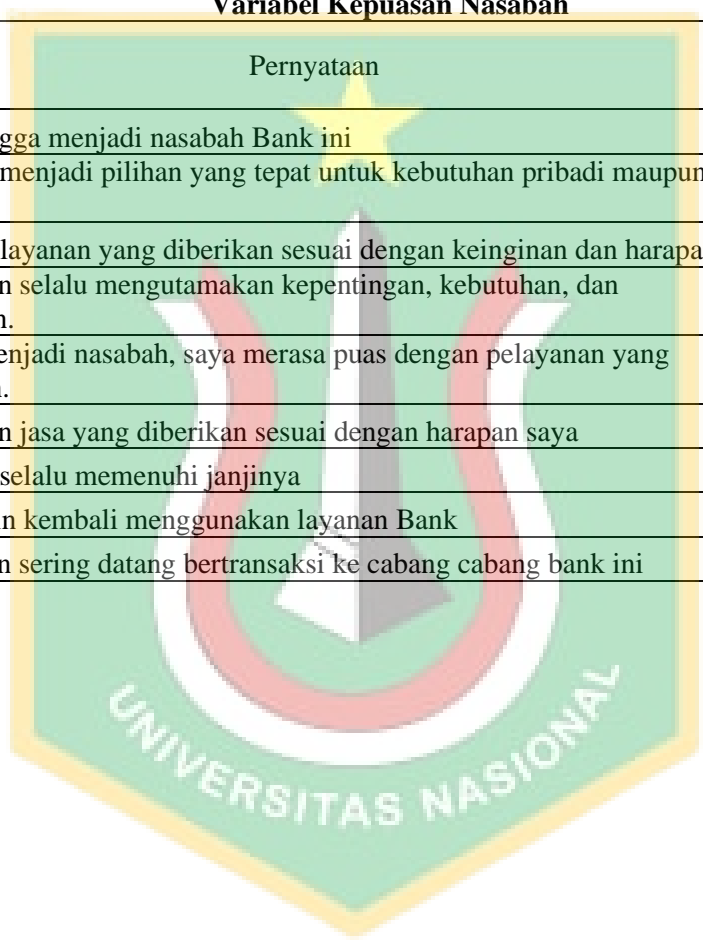 Variabel Kepuasan Nasabah
Pernyataan
gga menjadi nasabah Bank ini
menjadi pilihan yang tepat untuk kebutuhan pribadi maupun
layanan yang diberikan sesuai dengan keinginan dan harapa
n selalu mengutamakan kepentingan, kebutuhan, dan
n.
enjadi nasabah, saya merasa puas dengan pelayanan yang
n.
n jasa yang diberikan sesuai dengan harapan saya
selalu memenuhi janjinya
in kembali menggunakan layanan Bank
n sering datang bertransaksi ke cabang cabang bank ini
UNIVERSITAS NASIONAL